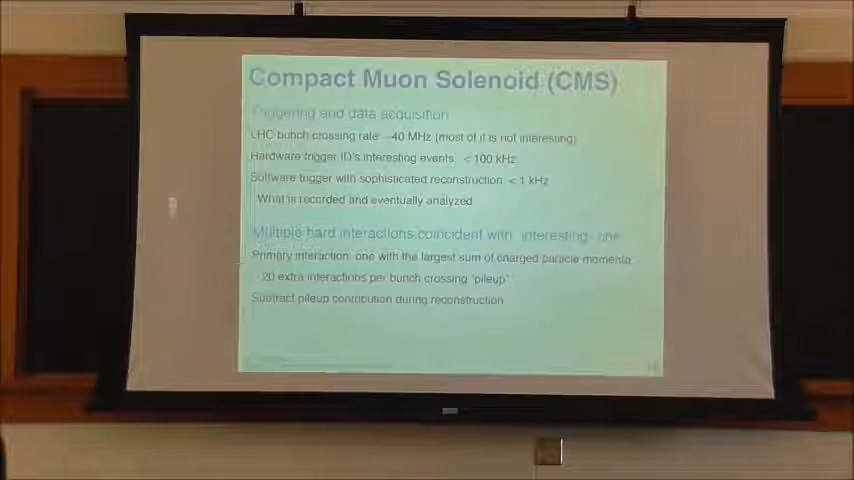 Compact Muon Solenoid (CMS)
Triggering and data acquisition
LHC bunch crossing rate ~40 MHz (most of it is not interesting)
Hardware trigger ID's interesting events < 100 kHz
Software trigger with sophisticated reconstruction < 1 kHz
What is recorded and eventually analyzed
Multiple hard interactions coincident with "interesting" one
Primary interaction: one with the largest sum of charged particle momenta
~20 extra interactions per bunch crossing "pileup"
Subtract pileup contribution during reconstruction